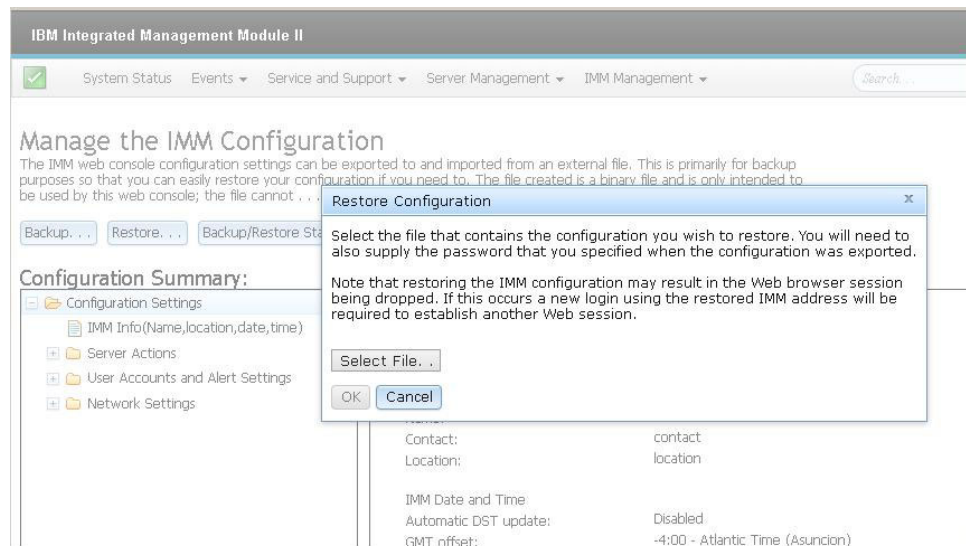 IBM Integrated Management Module II
System Status Events Service and Support Server Management IMM Management Search...
Manage the IMM Configuration
The IMM web console configuration settings can be exported to and imported from an external file. This is primarily for backup
purposes so that you can easily restore your configuration if you need to. The file created is a binary file and is only intended to
be used by this web console; the file cannot . . .
Backup. . . Restore. . . Backup/Restore Sta
Configuration Summary:
Configuration Settings
IMM Info(Name,location,date,time)
Server Actions
User Accounts and Alert Settings
Network Settings
Restore Configuration x
Select the file that contains the configuration you wish to restore. You will need to
also supply the password that you specified when the configuration was exported.
Note that restoring the IMM configuration may result in the Web browser session
being dropped. If this occurs a new login using the restored IMM address will be
required to establish another Web session.
Select File. .
OK Cancel
Contact: contact
Location: location
IMM Date and Time
Automatic DST update: Disabled
GMT offset: -4:00 - Atlantic Time (Asuncion)